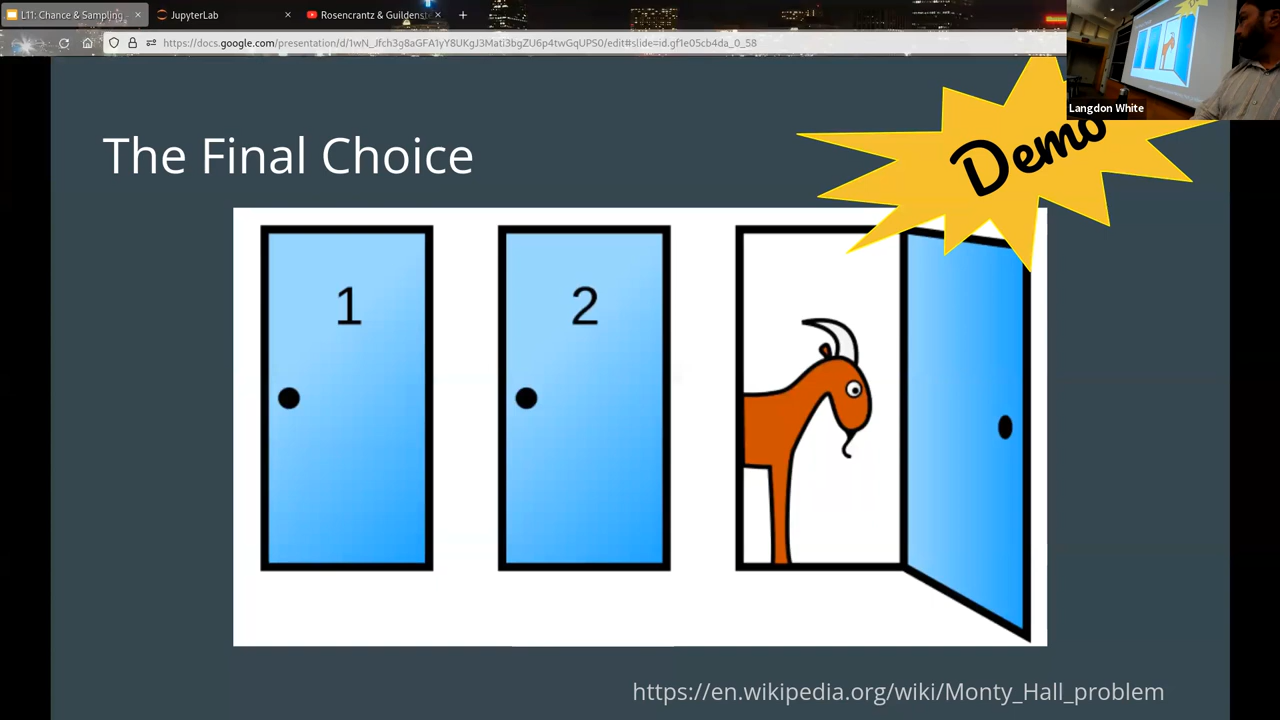 L11: Chance & Sampling
JupyterLab
Rosencrantz & Guildenste
https://docs.google.com/presentation/d/1wN_Jfch3g8aGFA1yY8UKgJ3Mati3bgZU6p4twGqUPS0/edit#slide=id.gf1e05cb4da_0_58
Langdon White
Demo
The Final Choice
1
2
https://en.wikipedia.org/wiki/Monty_Hall_problem